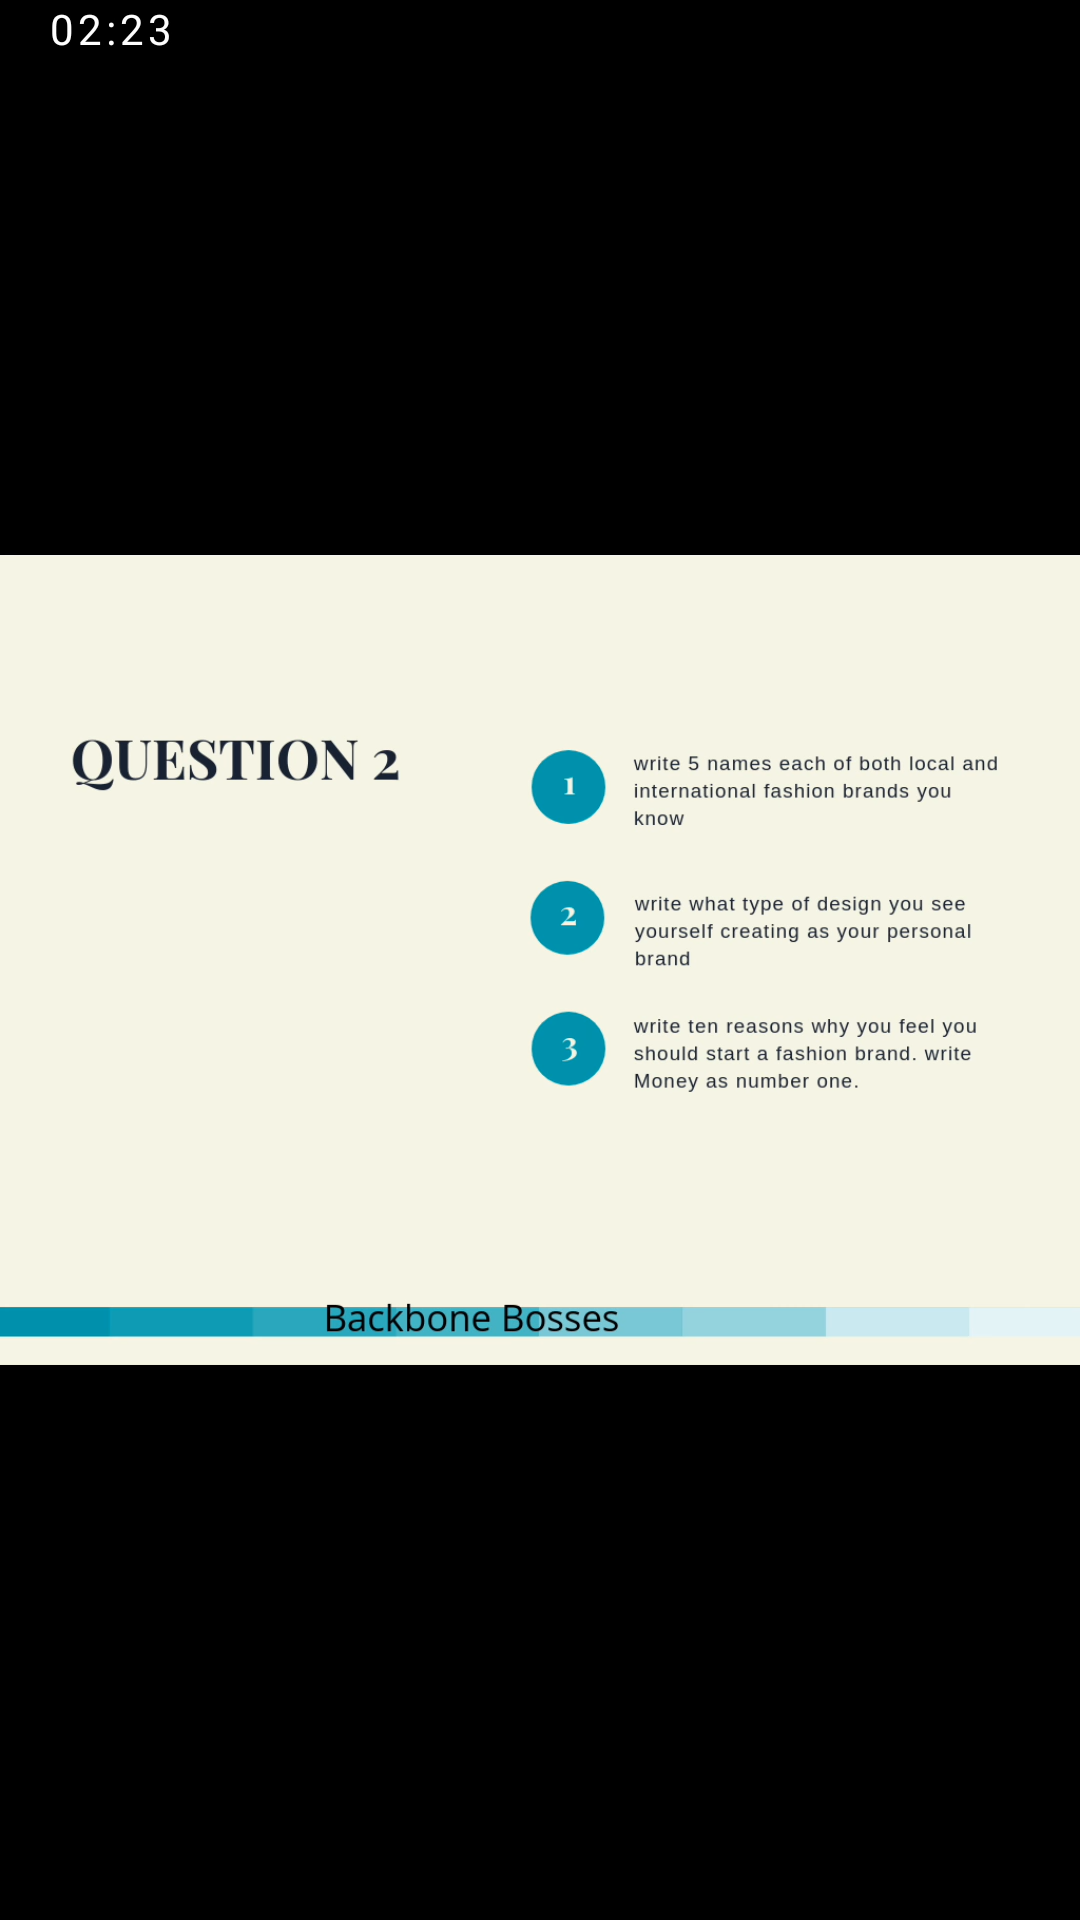 02:23
QUESTION 2
1
write 5 names each of both local and
international fashion brands you
know
2
write what type of design you see
yourself creating as your personal
brand
3
write ten reasons why you feel you
should start a fashion brand. write
Money as number one.
Backbone Bosses